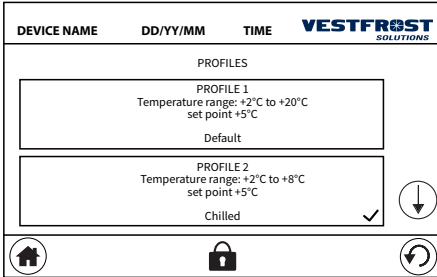 DEVICE NAME DD/YY/MM TIME VESTFROST
SOLUTIONS
PROFILES
PROFILE 1
Temperature range: +2°C to +20°C
set point +5°C
Default
PROFILE 2
Temperature range: +2°C to +8°C
set point +5°C
Chilled